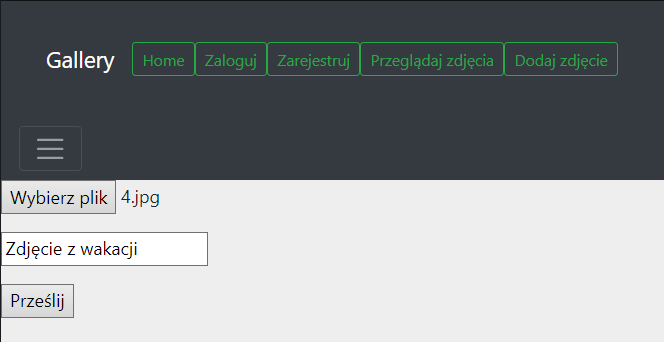 Gallery Home Zaloguj Zarejestruj Przeglądaj zdjęcia Dodaj zdjęcie
Wybierz plik 4.jpg
Zdjęcie z wakacji
Prześlij